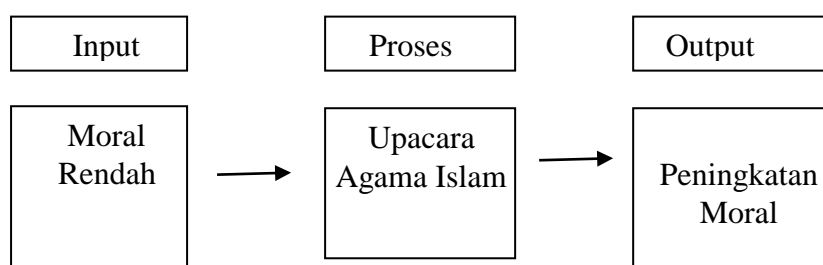 Input
Proses
Output
Moral
Rendah
Upacara
Agama Islam
Peningkatan
Moral